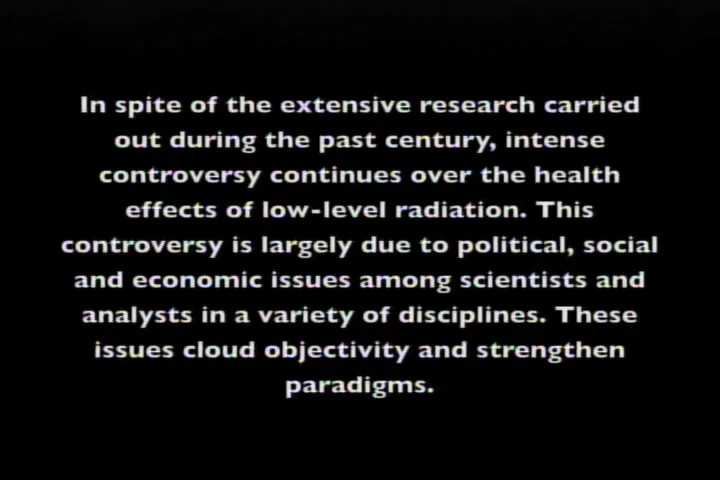 In spite of the extensive research carried
out during the past century, intense
controversy continues over the health
effects of low-level radiation. This
controversy is largely due to political, social
and economic issues among scientists and
analysts in a variety of disciplines. These
issues cloud objectivity and strengthen
paradigms.